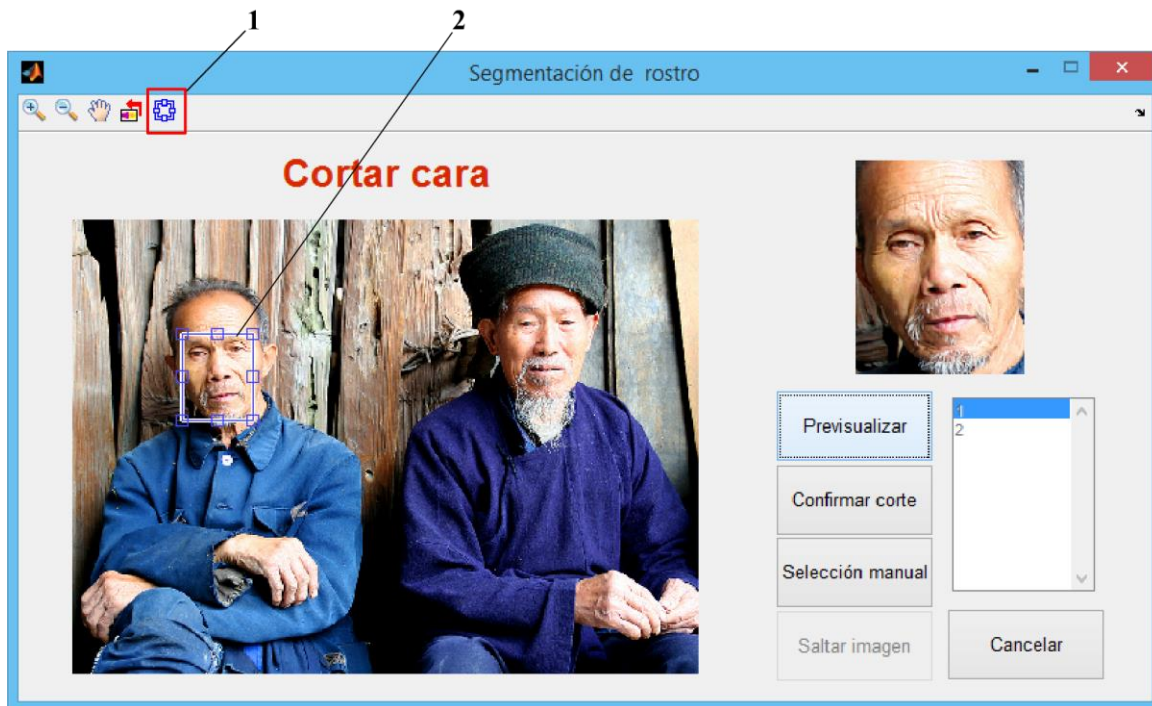 1
2
Segmentación de rostro
Cortar cara
Previsualizar
1
2
Confirmar corte
Selección manual
Saltar imagen
Cancelar